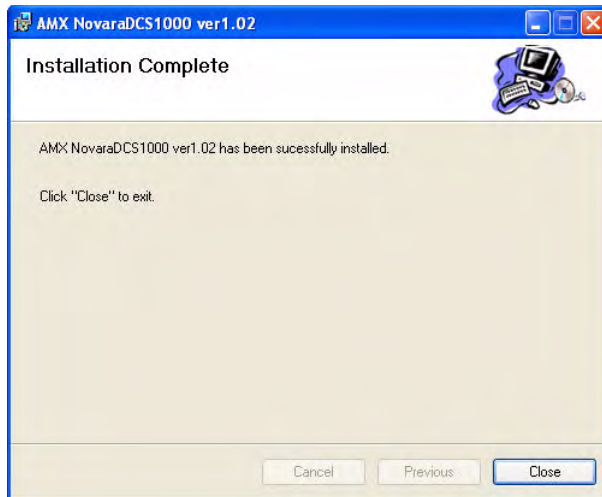 AMX NovaraDCS1000 ver1.02
Installation Complete
AMX NovaraDCS1000 ver1.02 has been sucessfully installed.
Click "Close" to exit.
Cancel
Previous
Close